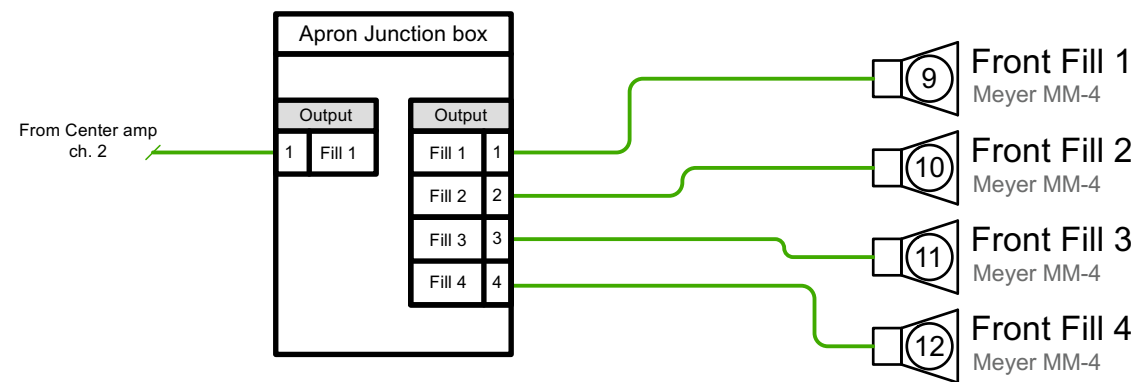 Apron Junction box
From Center amp
ch. 2
Output
1 Fill 1
Output
Fill 1 1
Fill 2 2
Fill 3 3
Fill 4 4
9
Front Fill 1
Meyer MM-4
10
Front Fill 2
Meyer MM-4
11
Front Fill 3
Meyer MM-4
12
Front Fill 4
Meyer MM-4